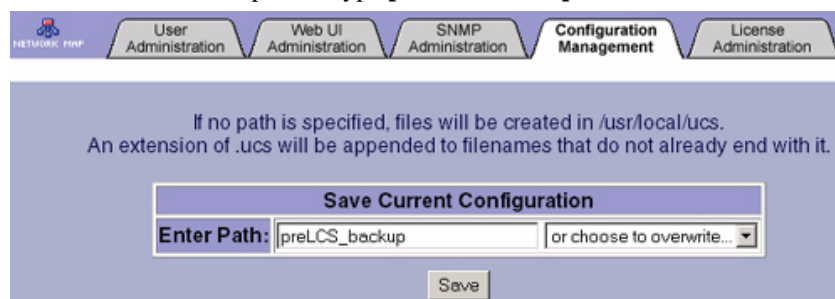 NETWORK MAP
User Administration
Web UI Administration
SNMP Administration
Configuration Management
License Administration
If no path is specified, files will be created in /usr/local/ucs.
An extension of .ucs will be appended to filenames that do not already end with it.
Save Current Configuration
Enter Path: preLCS_backup or choose to overwrite...
Save